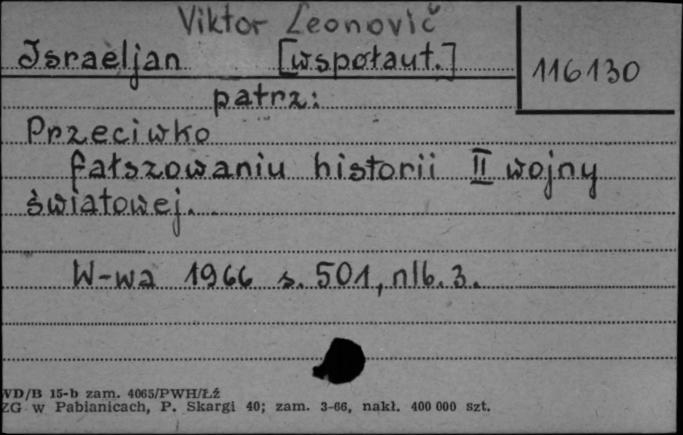 Viktor Leonovič
Israeljan [współaut.]
116130
patrz:
Przeciwko
fałszowaniu historii II wojny
światowej.
W-wa 1966 s. 501, nlb. 3.
WD/B 15-b zam. 4065/PWH/Łź
ZG w Pabianicach, P. Skargi 40; zam. 3-66, nakł. 400 000 szt.